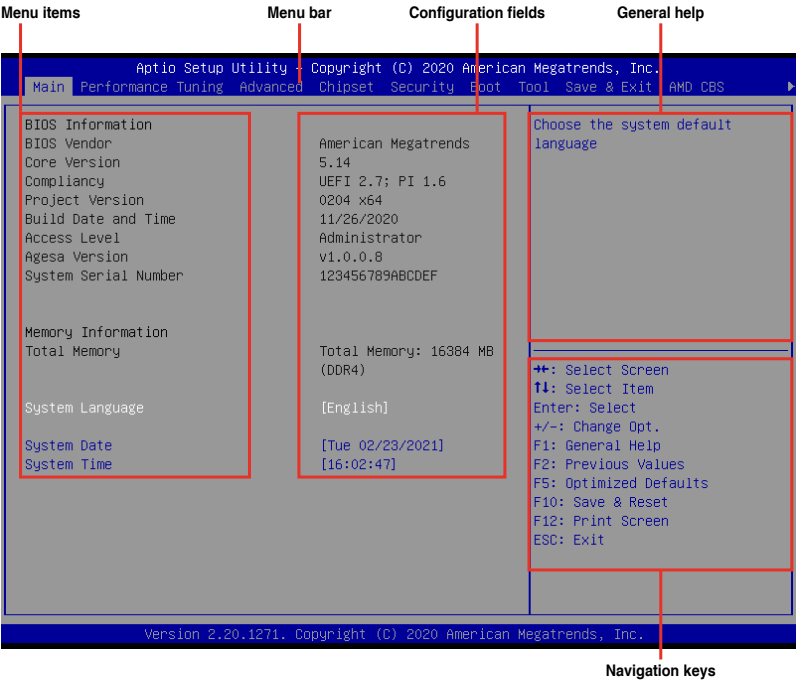 Menu items Menu bar Configuration fields General help
Aptio Setup Utility - Copyright (C) 2020 American Megatrends, Inc.
Main Performance Tuning Advanced Chipset Security Boot Tool Save & Exit AMD CBS
BIOS Information
BIOS Vendor American Megatrends
Core Version 5.14
Compliancy UEFI 2.7; PI 1.6
Project Version 0204 x64
Build Date and Time 11/26/2020
Access Level Administrator
Agesa Version v1.0.0.8
System Serial Number 123456789ABCDEF
Memory Information
Total Memory Total Memory: 16384 MB
(DDR4)
System Language [English]
System Date [Tue 02/23/2021]
System Time [16:02:47]
Choose the system default
language
→←: Select Screen
↑↓: Select Item
Enter: Select
+/-: Change Opt.
F1: General Help
F2: Previous Values
F5: Optimized Defaults
F10: Save & Reset
F12: Print Screen
ESC: Exit
Version 2.20.1271. Copyright (C) 2020 American Megatrends, Inc.
Navigation keys